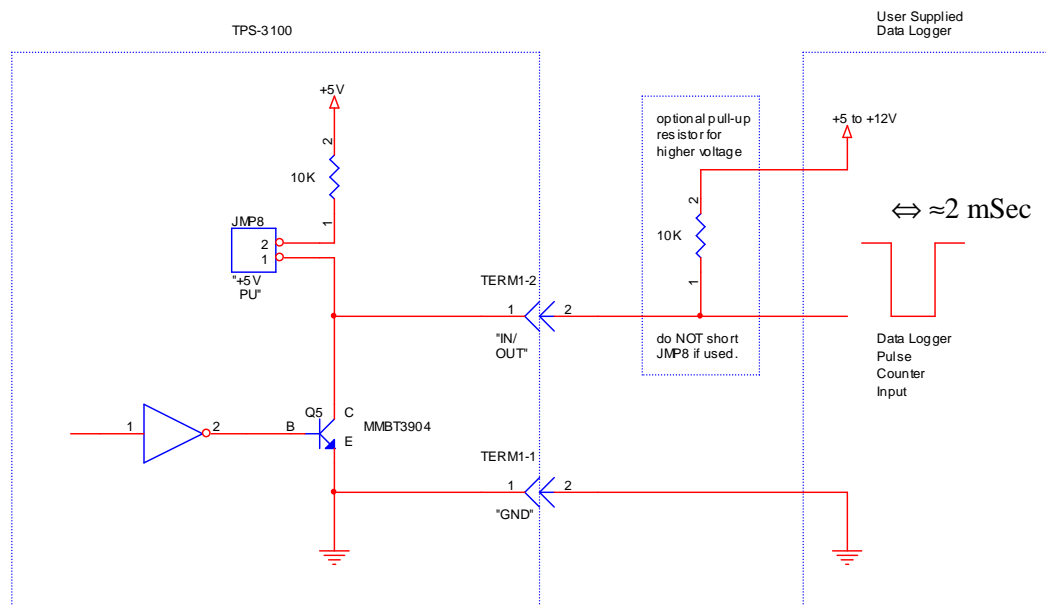 TPS-3100
User Supplied
Data Logger
+5V
2
10K
1
JMP8
2
1
"+5V
PU"
optional pull-up
resistor for
higher voltage
+5 to +12V
2
10K
1
⇔ ≈2 mSec
TERM1-2
1
2
"IN/
OUT"
do NOT short
JMP8 if used.
Data Logger
Pulse
Counter
Input
1
2
B
Q5
C
MMBT3904
E
TERM1-1
1
2
"GND"